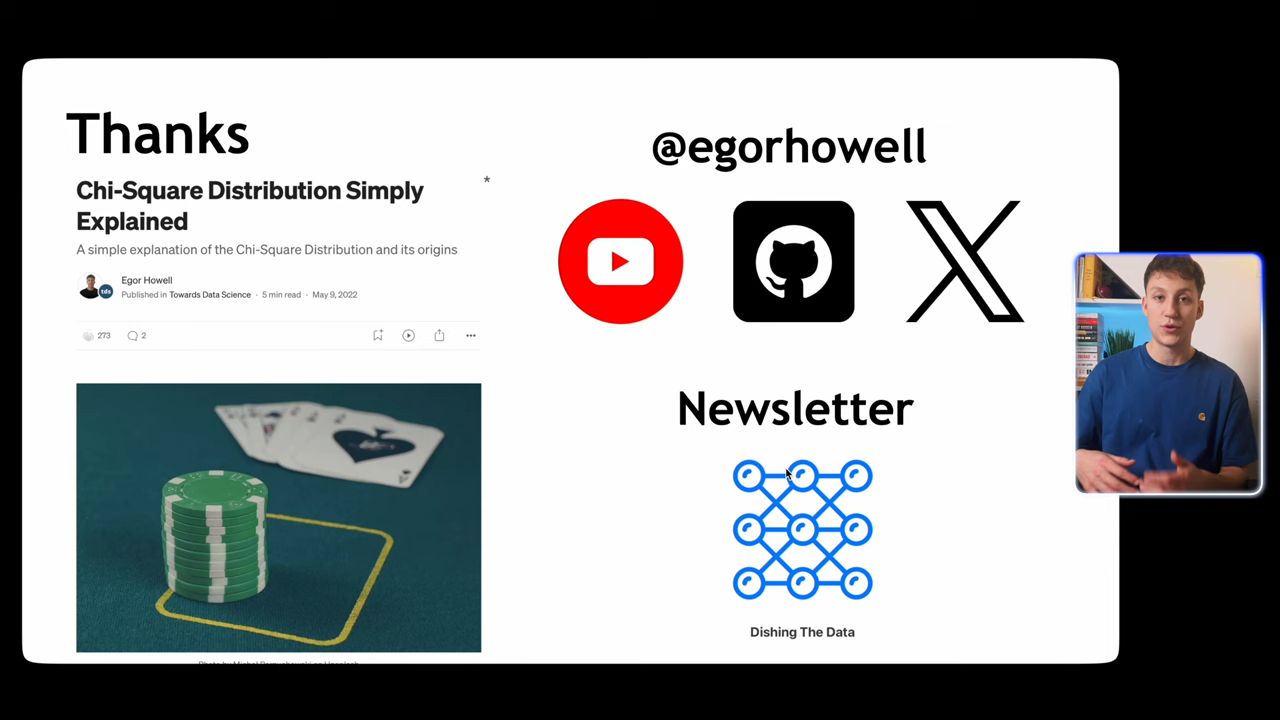 Thanks
Chi-Square Distribution Simply
Explained
*
A simple explanation of the Chi-Square Distribution and its origins
Egor Howell
tds
Published in Towards Data Science · 5 min read · May 9, 2022
273
2
@egorhowell
Newsletter
Dishing The Data